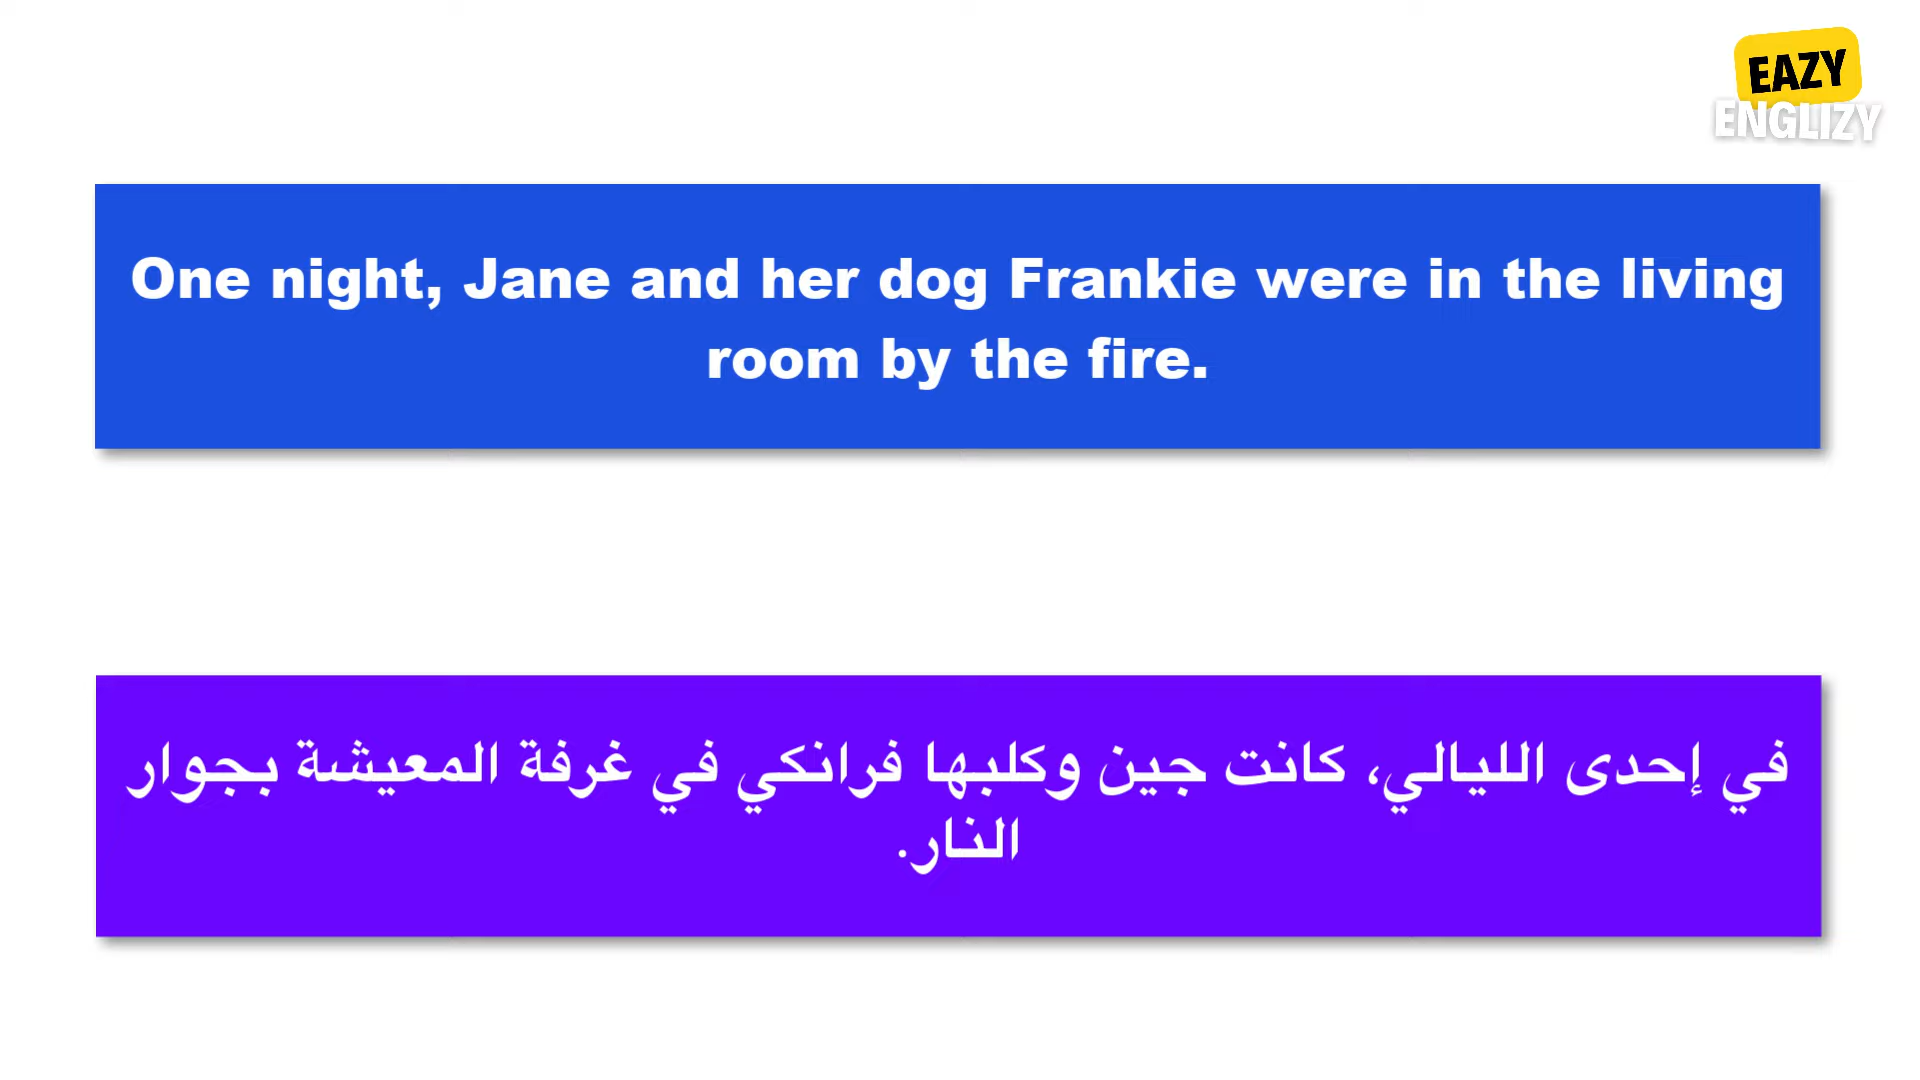 EAZY
ENGLIZY
One night, Jane and her dog Frankie were in the living
room by the fire.
في إحدى الليالي، كانت جين وكلبها فرانكي في غرفة المعيشة بجوار
النار.